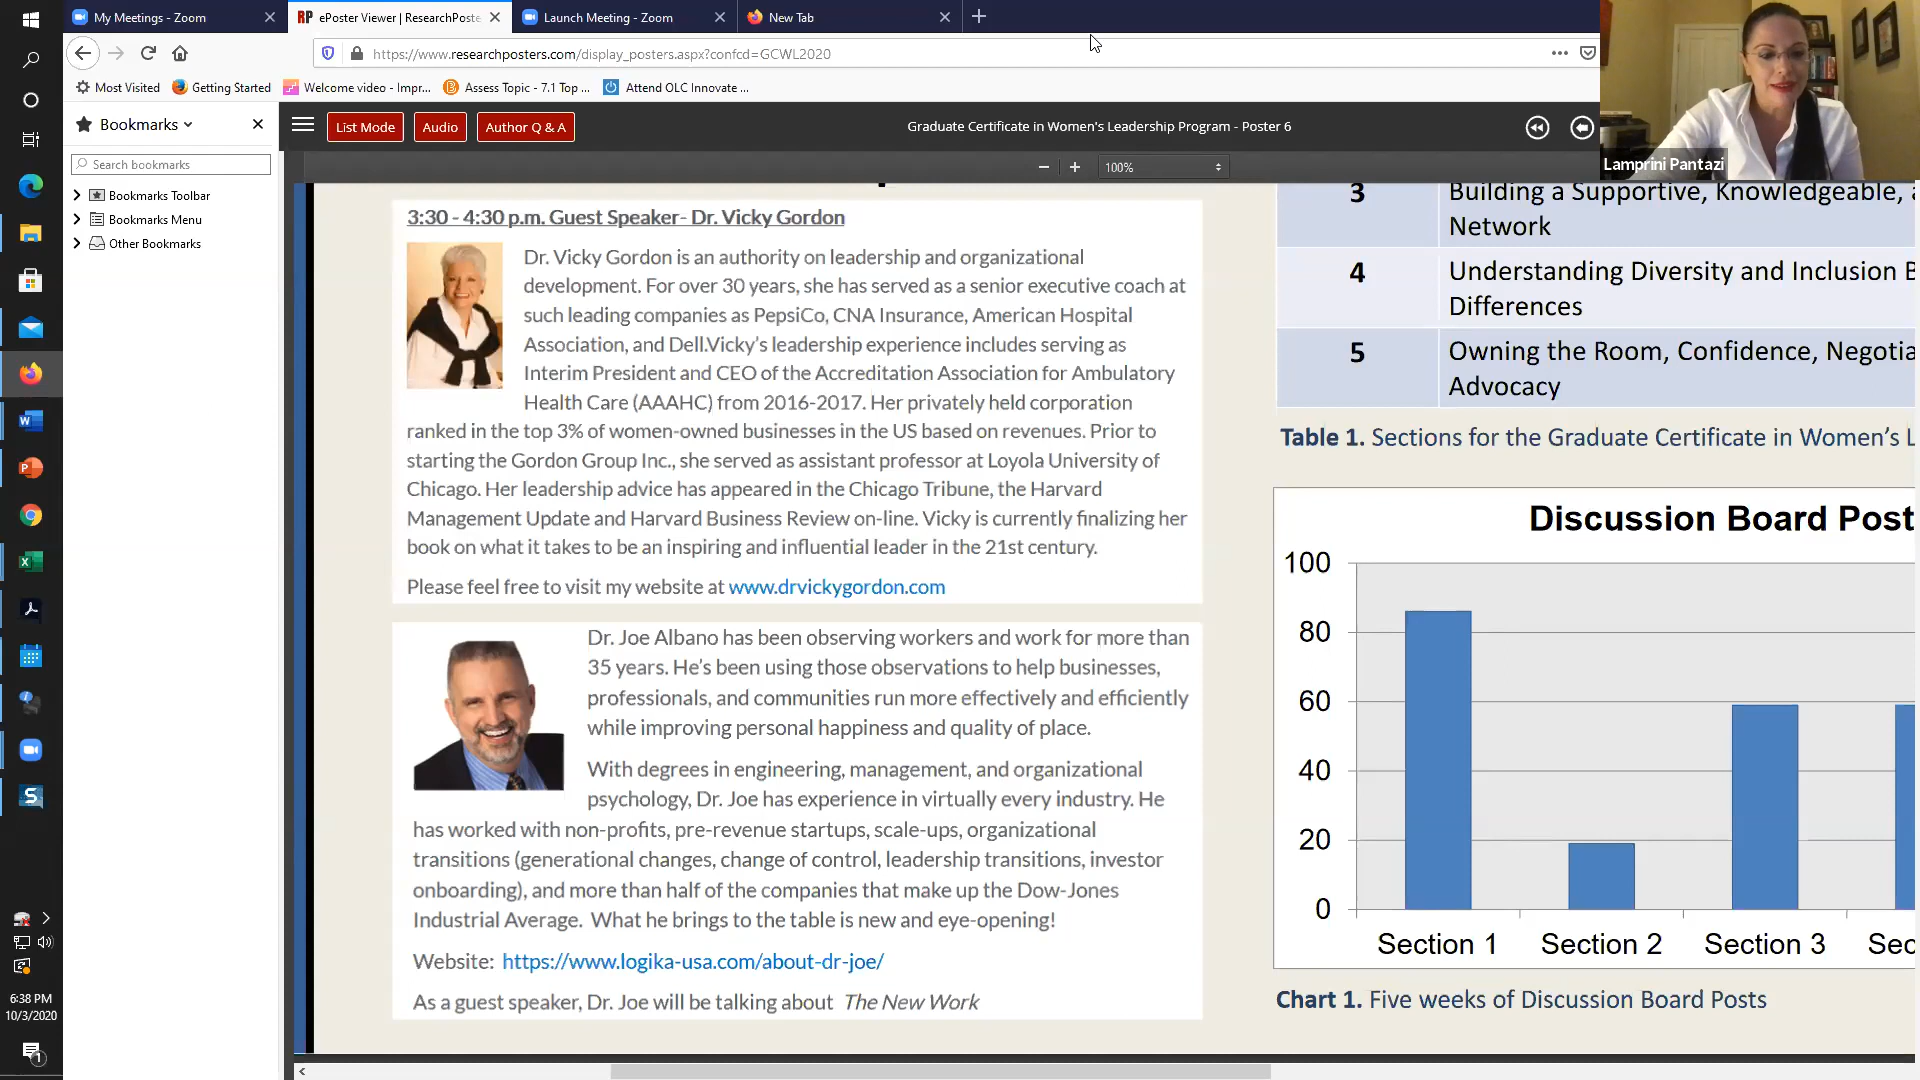 My Meetings - Zoom
ePoster Viewer | ResearchPoste
Launch Meeting - Zoom
New Tab
https://www.researchposters.com/display_posters.aspx?confcd=GCWL2020
Most Visited
Getting Started
Welcome video - Impr...
Assess Topic - 7.1 Top ...
Attend OLC Innovate ...
Bookmarks
Search bookmarks
Bookmarks Toolbar
Bookmarks Menu
Other Bookmarks
List Mode
Audio
Author Q & A
Graduate Certificate in Women's Leadership Program - Poster 6
100%
Lamprini Pantazi
3:30 - 4:30 p.m. Guest Speaker- Dr. Vicky Gordon
Dr. Vicky Gordon is an authority on leadership and organizational
development. For over 30 years, she has served as a senior executive coach at
such leading companies as PepsiCo, CNA Insurance, American Hospital
Association, and Dell.Vicky's leadership experience includes serving as
Interim President and CEO of the Accreditation Association for Ambulatory
Health Care (AAAHC) from 2016-2017. Her privately held corporation
ranked in the top 3% of women-owned businesses in the US based on revenues. Prior to
starting the Gordon Group Inc., she served as assistant professor at Loyola University of
Chicago. Her leadership advice has appeared in the Chicago Tribune, the Harvard
Management Update and Harvard Business Review on-line. Vicky is currently finalizing her
book on what it takes to be an inspiring and influential leader in the 21st century.
Please feel free to visit my website at www.drvickygordon.com
Dr. Joe Albano has been observing workers and work for more than
35 years. He's been using those observations to help businesses,
professionals, and communities run more effectively and efficiently
while improving personal happiness and quality of place.
With degrees in engineering, management, and organizational
psychology, Dr. Joe has experience in virtually every industry. He
has worked with non-profits, pre-revenue startups, scale-ups, organizational
transitions (generational changes, change of control, leadership transitions, investor
onboarding), and more than half of the companies that make up the Dow-Jones
Industrial Average. What he brings to the table is new and eye-opening!
Website: https://www.logika-usa.com/about-dr-joe/
As a guest speaker, Dr. Joe will be talking about The New Work
3
Building a Supportive, Knowledgeable,
Network
4
Understanding Diversity and Inclusion B
Differences
5
Owning the Room, Confidence, Negotia
Advocacy
Table 1. Sections for the Graduate Certificate in Women's L
Discussion Board Post
100
80
60
40
20
0
Section 1
Section 2
Section 3
Sec
Chart 1. Five weeks of Discussion Board Posts
6:38 PM
10/3/2020